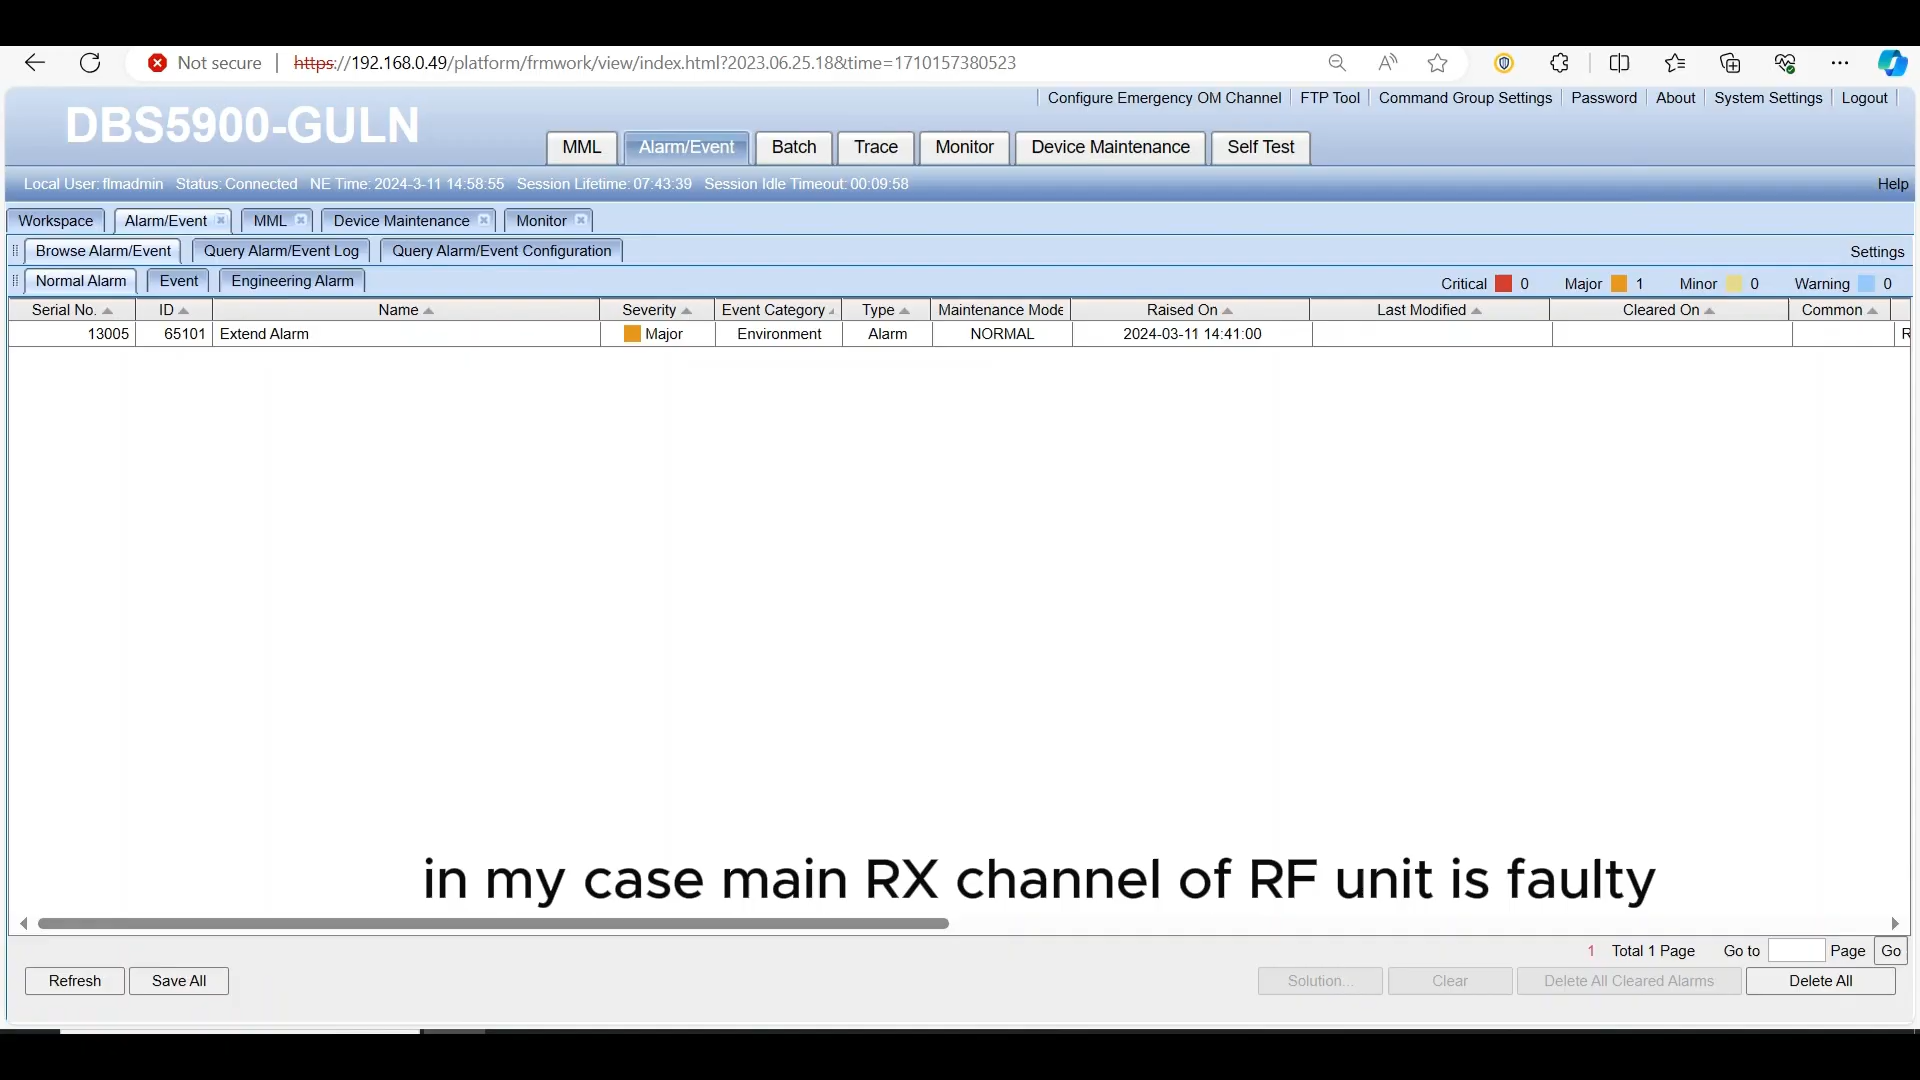 Not secure https://192.168.0.49/platform/frmwork/view/index.html?2023.06.25.18&time=1710157380523
Configure Emergency OM Channel FTP Tool Command Group Settings Password About System Settings Logout
DBS5900-GULN
MML Alarm/Event Batch Trace Monitor Device Maintenance Self Test
Local User: flmadmin Status: Connected NE Time: 2024-3-11 14:58:55 Session Lifetime: 07:43:39 Session Idle Timeout: 00:09:58 Help
Workspace Alarm/Event MML Device Maintenance Monitor
Browse Alarm/Event Query Alarm/Event Log Query Alarm/Event Configuration Settings
Normal Alarm Event Engineering Alarm Critical 0 Major 1 Minor 0 Warning 0
Serial No. ID Name Severity Event Category Type Maintenance Mode Raised On Last Modified Cleared On Common
13005 65101 Extend Alarm Major Environment Alarm NORMAL 2024-03-11 14:41:00 R
in my case main RX channel of RF unit is faulty
1 Total 1 Page Go to Page Go
Refresh Save All Solution... Clear Delete All Cleared Alarms Delete All